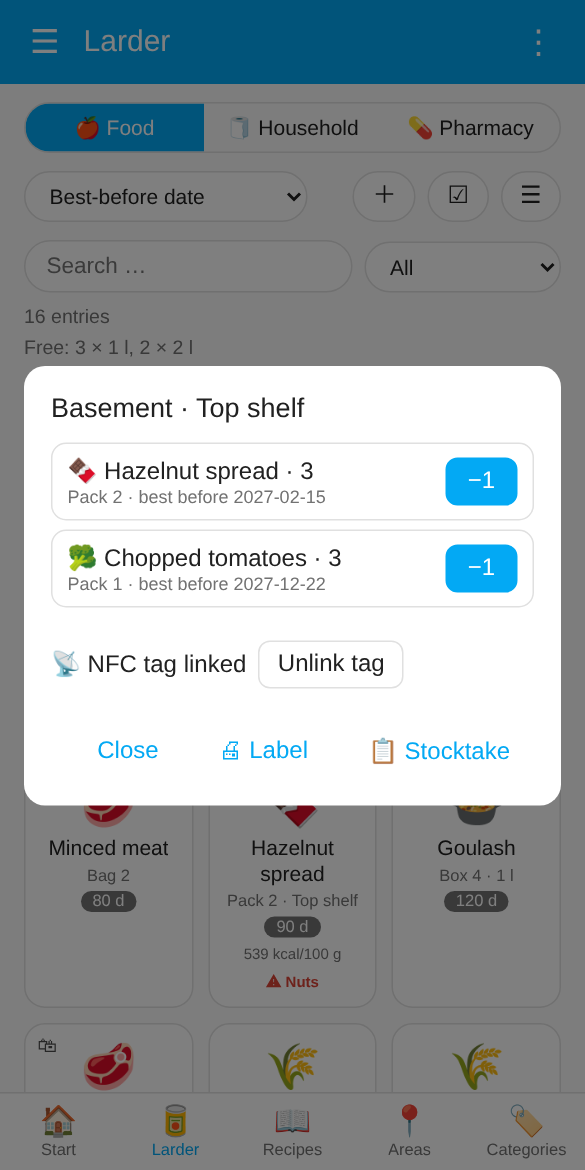 ☰ Larder ⋮
🍎 Food 🧻 Household 💊 Pharmacy
Best-before date + ☑ ☰
Search … All
16 entries
Free: 3 × 1 l, 2 × 2 l
Basement · Top shelf
🍫 Hazelnut spread · 3
Pack 2 · best before 2027-02-15
−1
🥦 Chopped tomatoes · 3
Pack 1 · best before 2027-12-22
−1
📡 NFC tag linked Unlink tag
Close 🖨 Label 📋 Stocktake
Minced meat
Bag 2
80 d
Hazelnut
spread
Pack 2 · Top shelf
90 d
539 kcal/100 g
⚠ Nuts
Goulash
Box 4 · 1 l
120 d
Start Larder Recipes Areas Categories